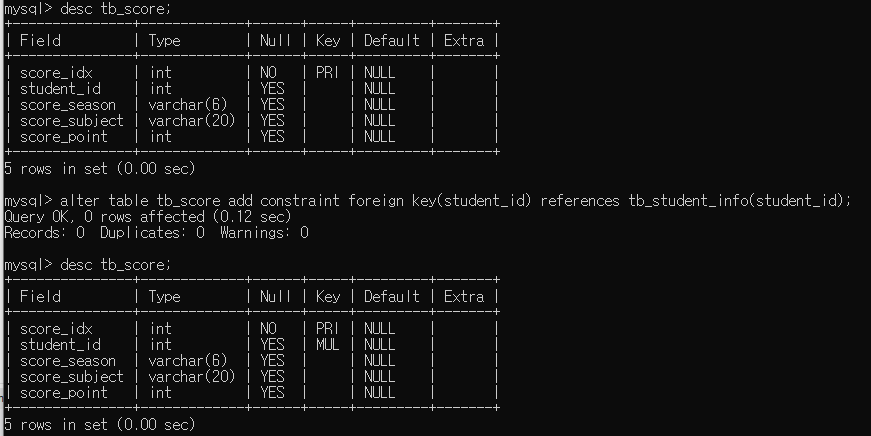 mysql> desc tb_score;
+---------------+-------------+------+-----+---------+-------+
| Field | Type | Null | Key | Default | Extra |
+---------------+-------------+------+-----+---------+-------+
| score_idx | int | NO | PRI | NULL | |
| student_id | int | YES | | NULL | |
| score_season | varchar(6) | YES | | NULL | |
| score_subject | varchar(20) | YES | | NULL | |
| score_point | int | YES | | NULL | |
+---------------+-------------+------+-----+---------+-------+
5 rows in set (0.00 sec)
mysql> alter table tb_score add constraint foreign key(student_id) references tb_student_info(student_id);
Query OK, 0 rows affected (0.12 sec)
Records: 0  Duplicates: 0  Warnings: 0
mysql> desc tb_score;
+---------------+-------------+------+-----+---------+-------+
| Field | Type | Null | Key | Default | Extra |
+---------------+-------------+------+-----+---------+-------+
| score_idx | int | NO | PRI | NULL | |
| student_id | int | YES | MUL | NULL | |
| score_season | varchar(6) | YES | | NULL | |
| score_subject | varchar(20) | YES | | NULL | |
| score_point | int | YES | | NULL | |
+---------------+-------------+------+-----+---------+-------+
5 rows in set (0.00 sec)